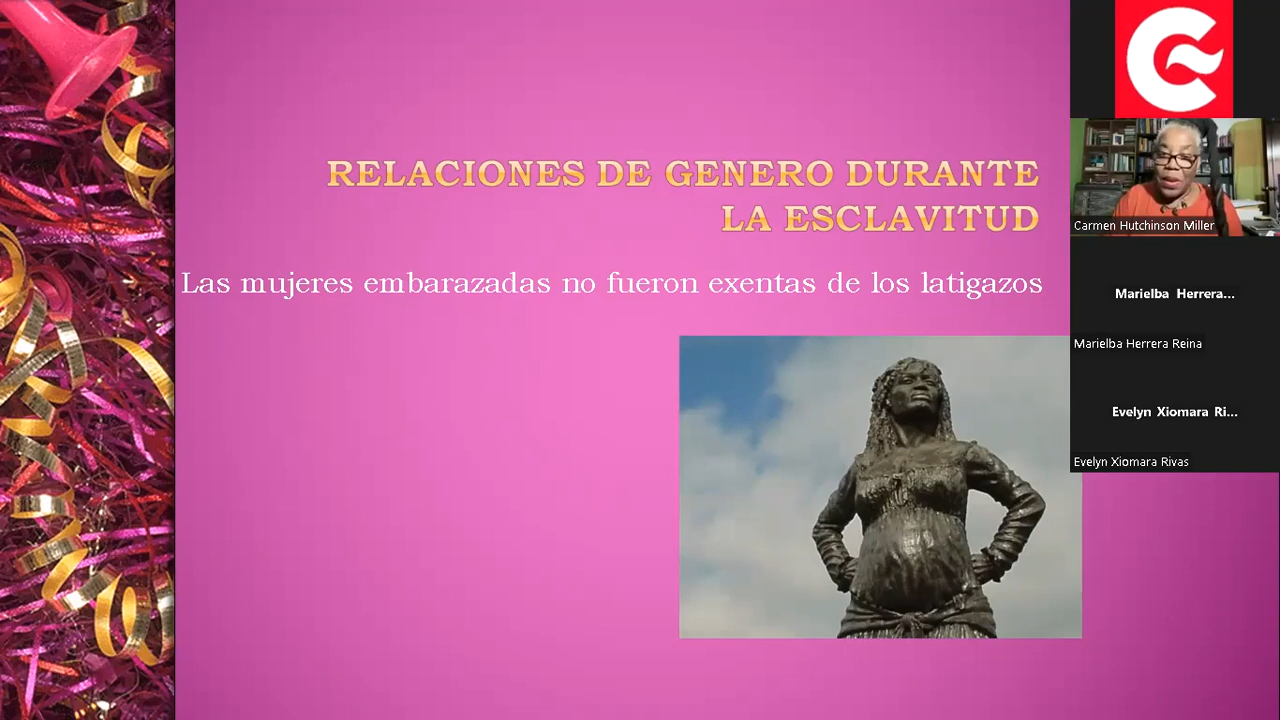 RELACIONES DE GENERO DURANTE
LA ESCLAVITUD
Las mujeres embarazadas no fueron exentas de los latigazos
Carmen Hutchinson Miller
Marielba Herrera...
Marielba Herrera Reina
Evelyn Xiomara Ri...
Evelyn Xiomara Rivas